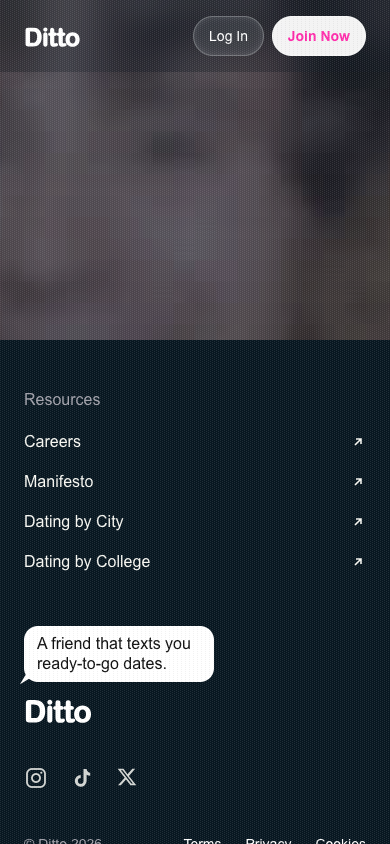 Ditto
Log In
Join Now
Resources
Careers
Manifesto
Dating by City
Dating by College
A friend that texts you
ready-to-go dates.
Ditto
© Ditto 2026
Terms
Privacy
Cookies